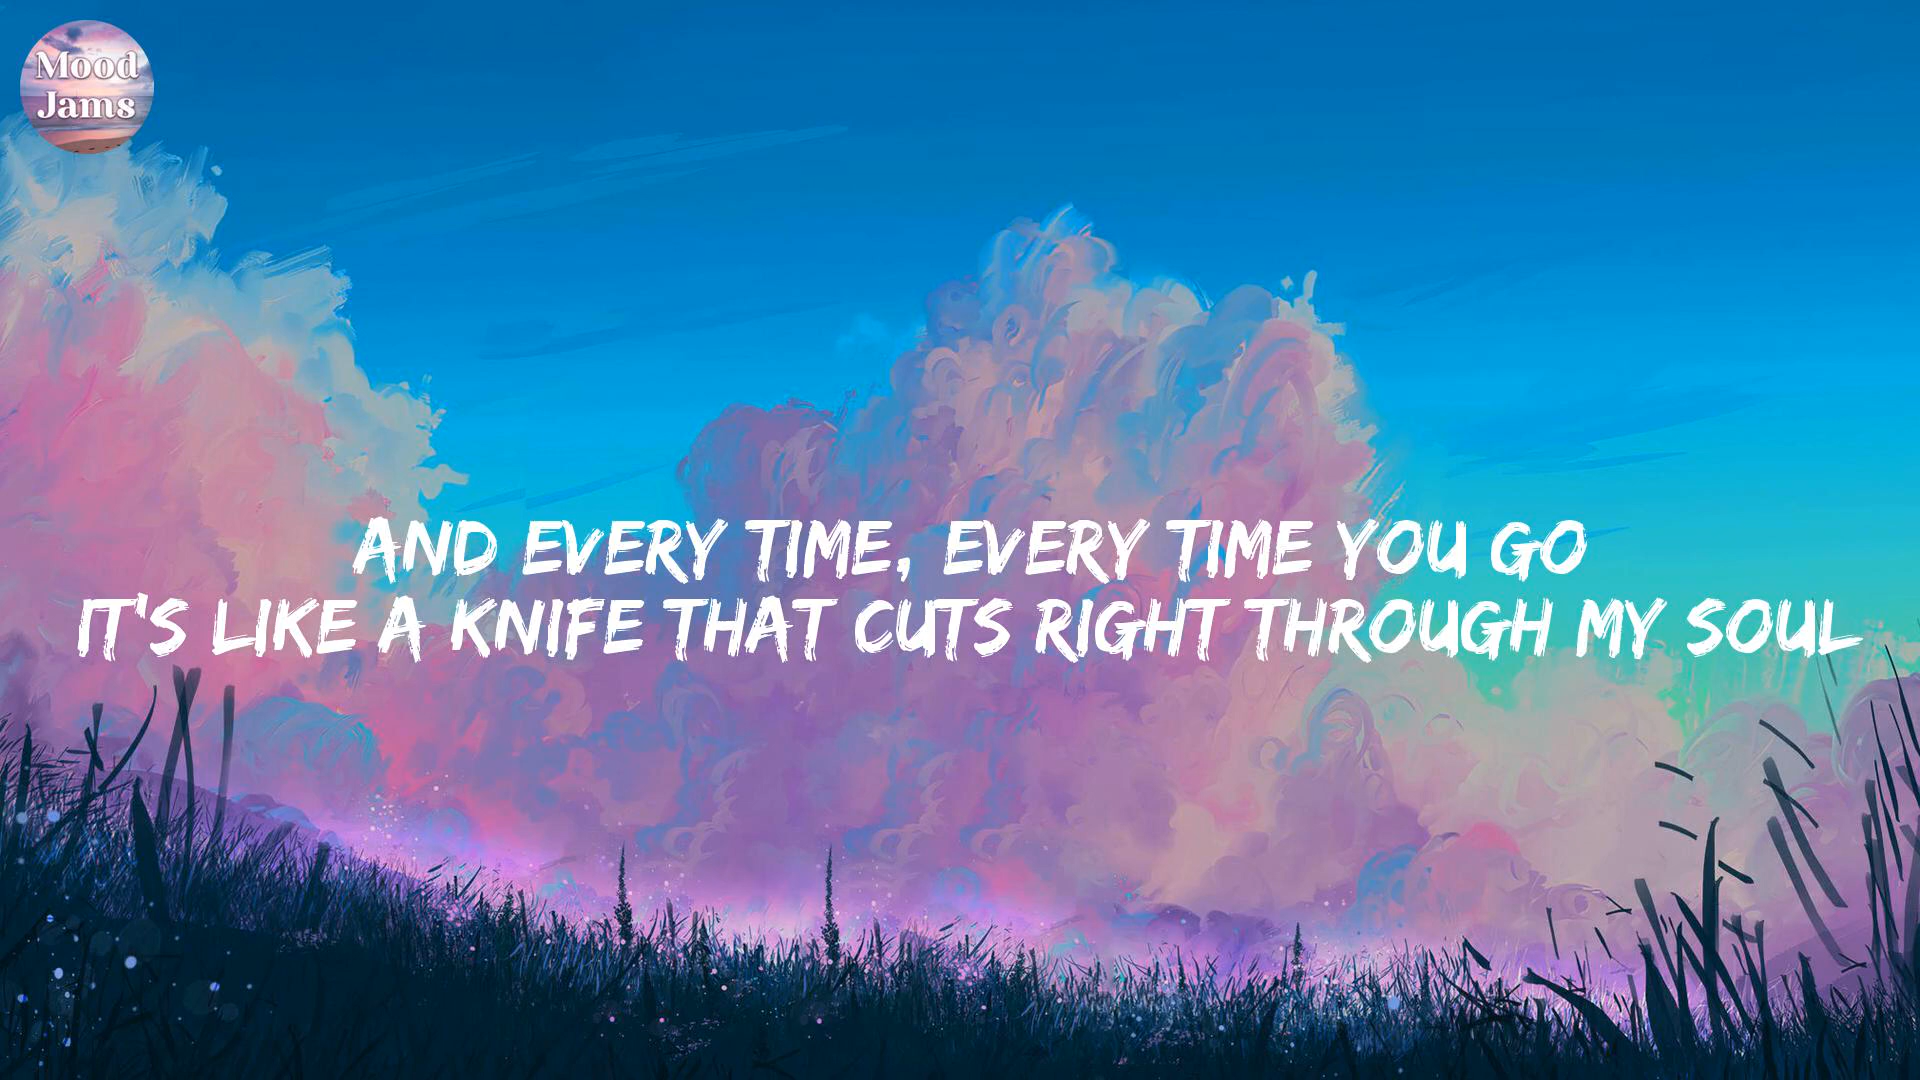 Mood
Jams
AND EVERY TIME, EVERY TIME YOU GO
IT'S LIKE A KNIFE THAT CUTS RIGHT THROUGH MY SOUL